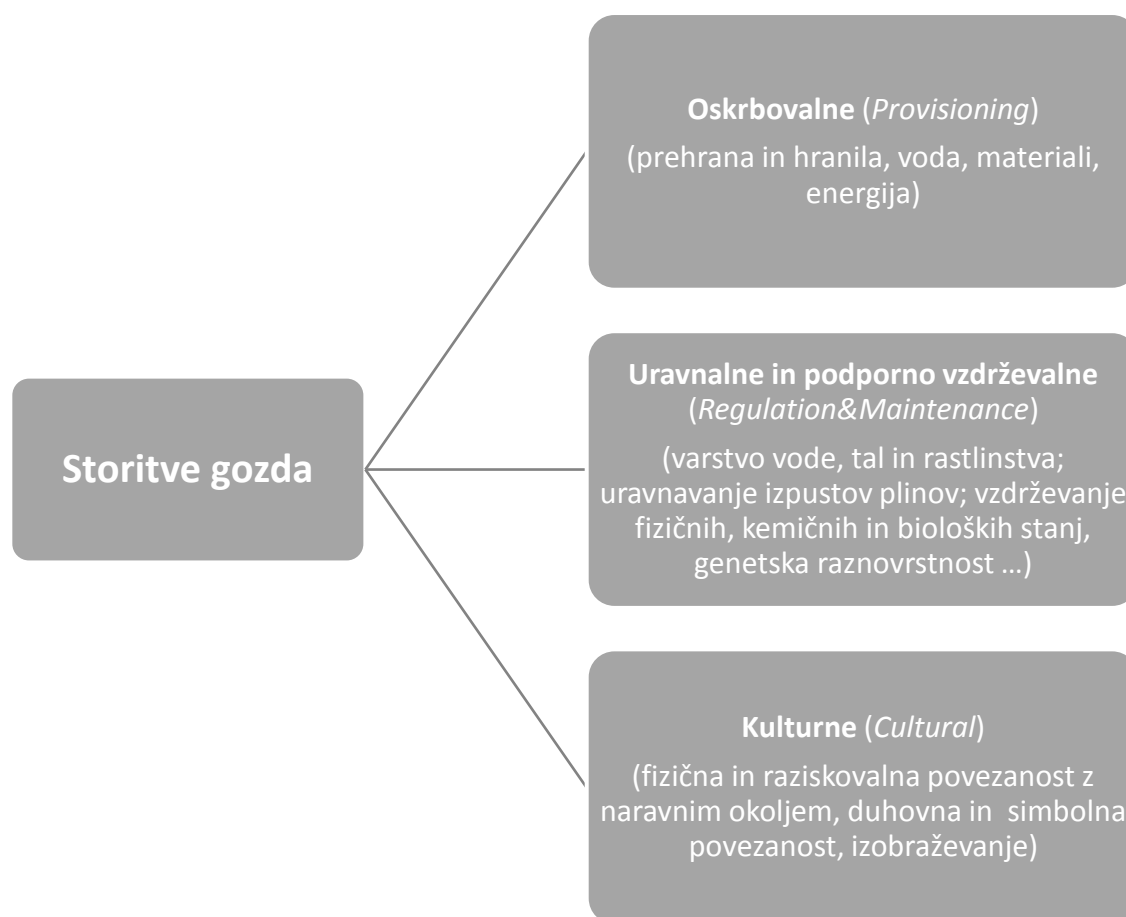 Oskrbovalne (Provisioning)
(prehrana in hranila, voda, materiali,
energija)
Storitve gozda
Uravnalne in podporno vzdrževalne
(Regulation&Maintenance)
(varstvo vode, tal in rastlinstva;
uravnavanje izpustov plinov; vzdrževanje
fizičnih, kemičnih in bioloških stanj,
genetska raznovrstnost ...)
Kulturne (Cultural)
(fizična in raziskovalna povezanost z
naravnim okoljem, duhovna in simbolna
povezanost, izobraževanje)